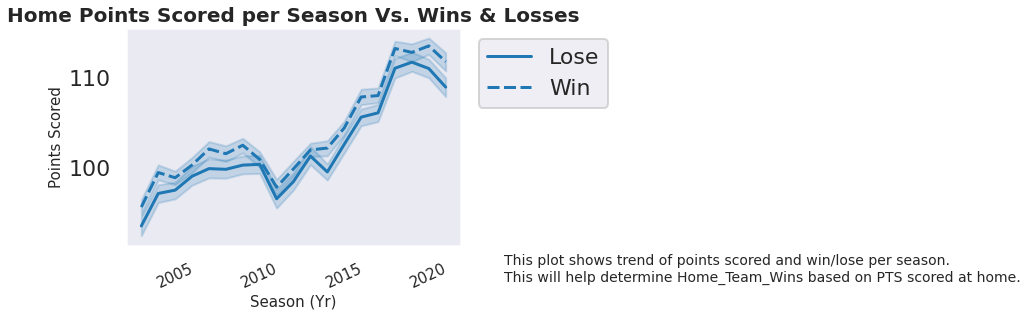 Home Points Scored per Season Vs. Wins & Losses
Lose
Win
110
100
Points Scored
2005 2010 2015 2020
Season (Yr)
This plot shows trend of points scored and win/lose per season.
This will help determine Home_Team_Wins based on PTS scored at home.